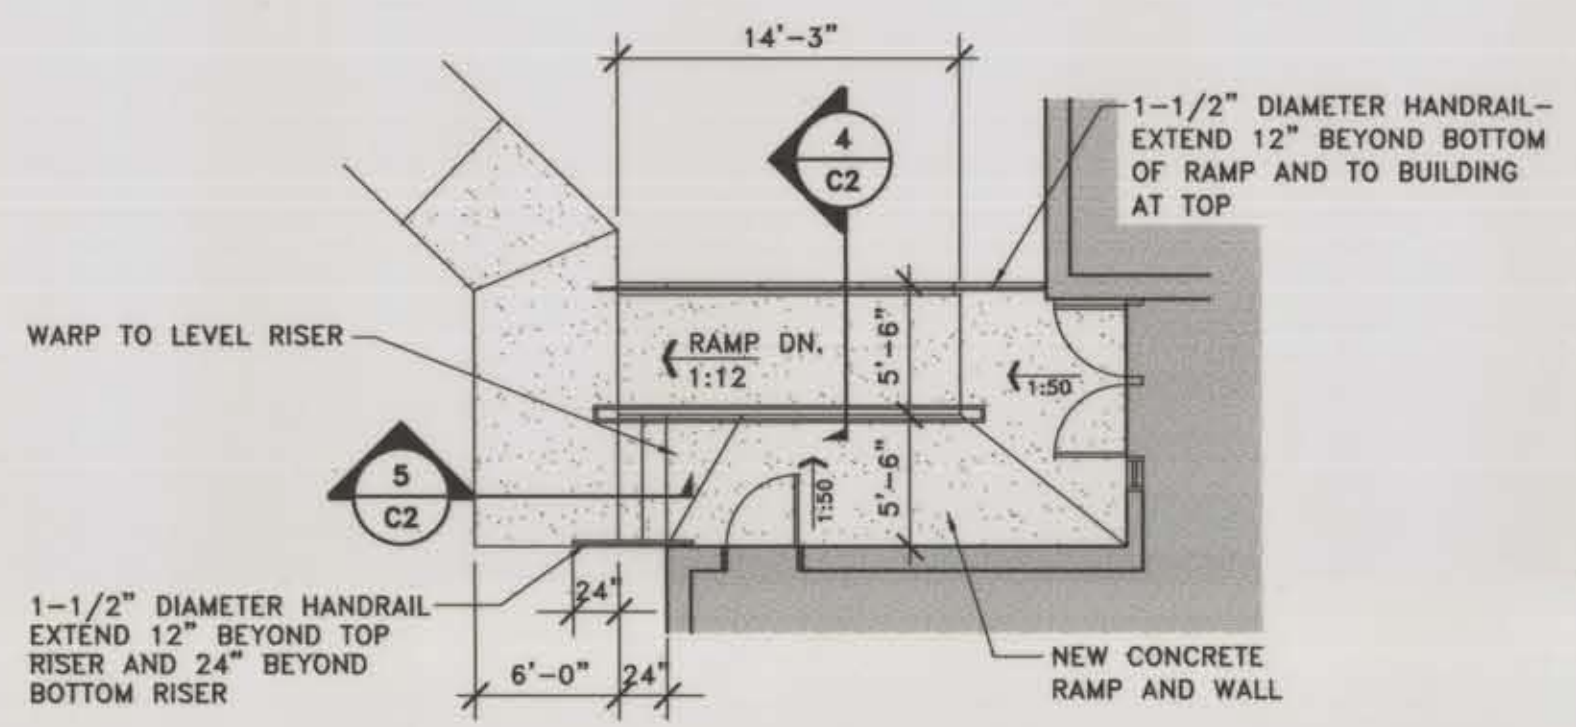 14'-3"
4
C2
1-1/2" DIAMETER HANDRAIL-
EXTEND 12" BEYOND BOTTOM
OF RAMP AND TO BUILDING
AT TOP
WARP TO LEVEL RISER
RAMP DN.
1:12
5'-6"
1:50
5
C2
1:50
5'-6"
1-1/2" DIAMETER HANDRAIL
EXTEND 12" BEYOND TOP
RISER AND 24" BEYOND
BOTTOM RISER
24"
6'-0"
24"
NEW CONCRETE
RAMP AND WALL